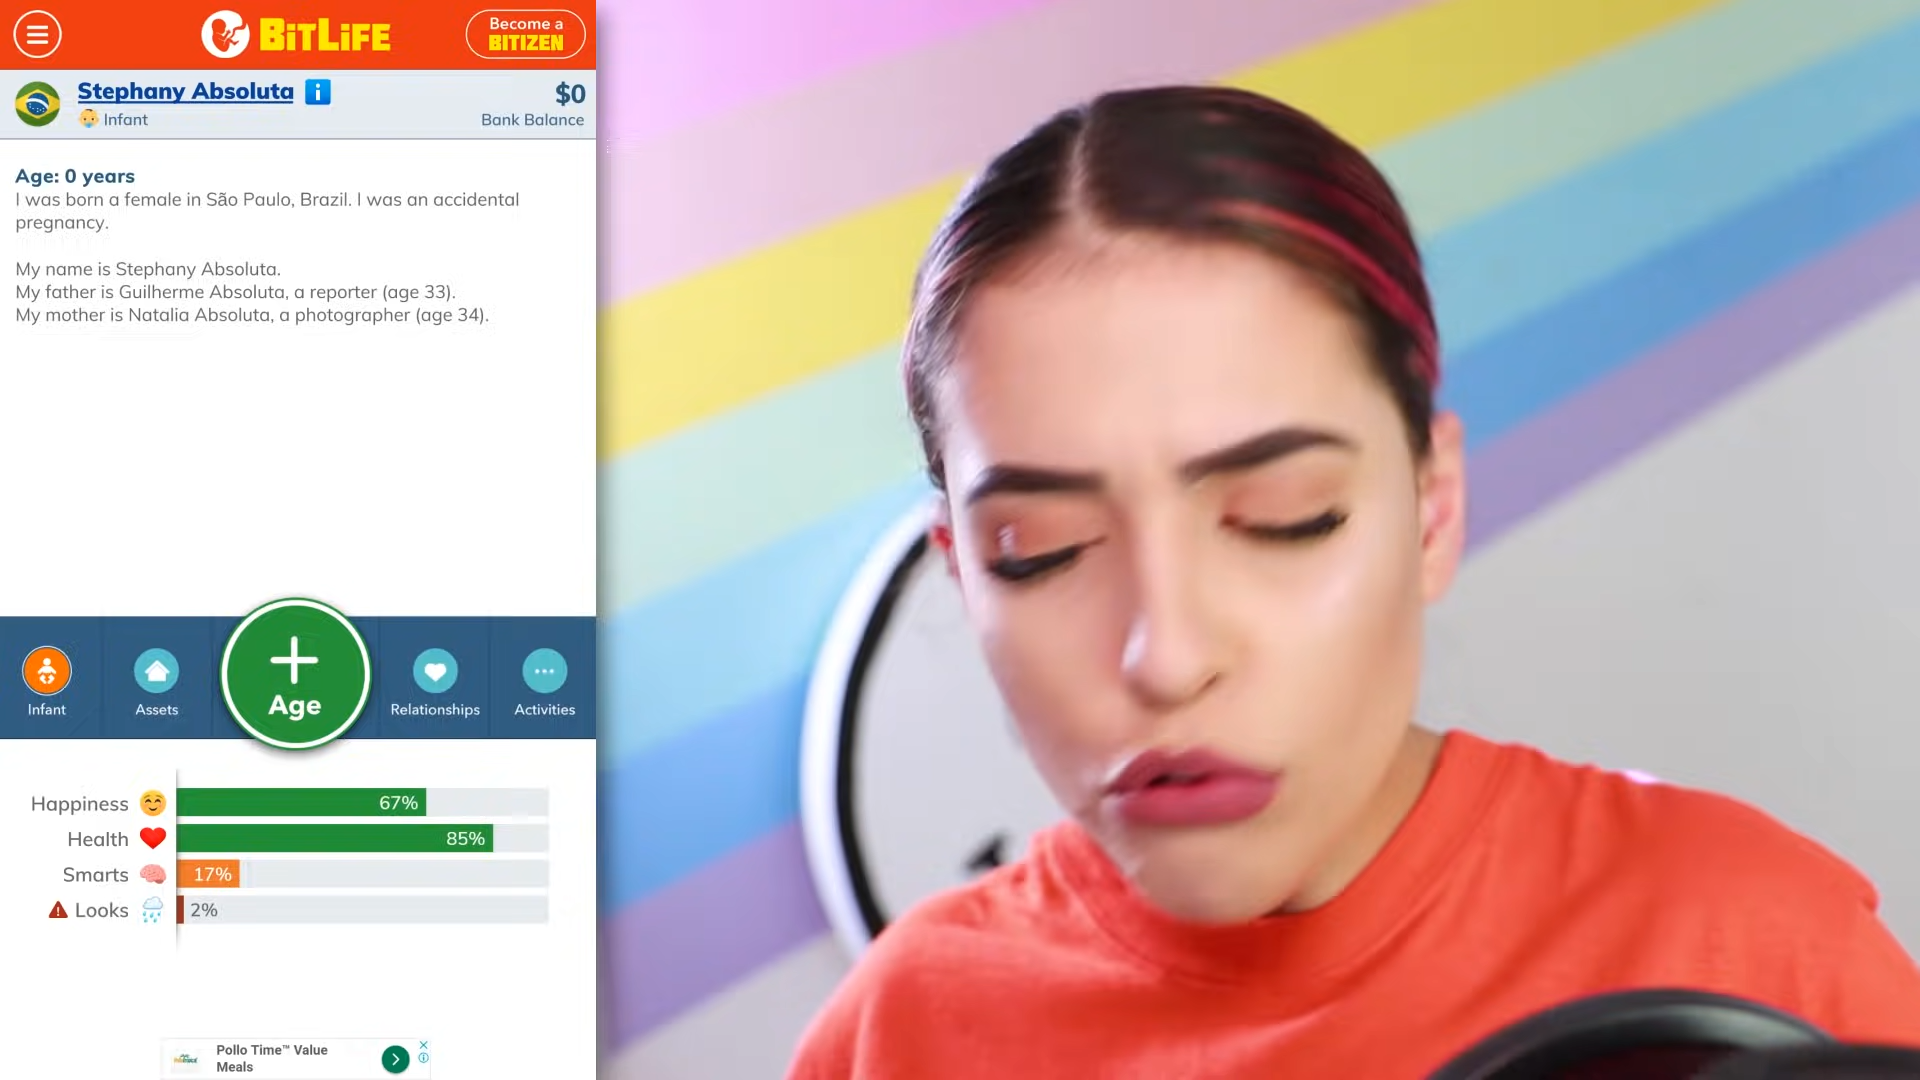 BITLIFE
Become a
BITIZEN
Stephany Absoluta
$0
Infant
Bank Balance
Age: 0 years
I was born a female in São Paulo, Brazil. I was an accidental
pregnancy.
My name is Stephany Absoluta.
My father is Guilherme Absoluta, a reporter (age 33).
My mother is Natalia Absoluta, a photographer (age 34).
Infant
Assets
Age
Relationships
Activities
Happiness 67%
Health 85%
Smarts 17%
Looks 2%
Pollo Time™ Value
Meals